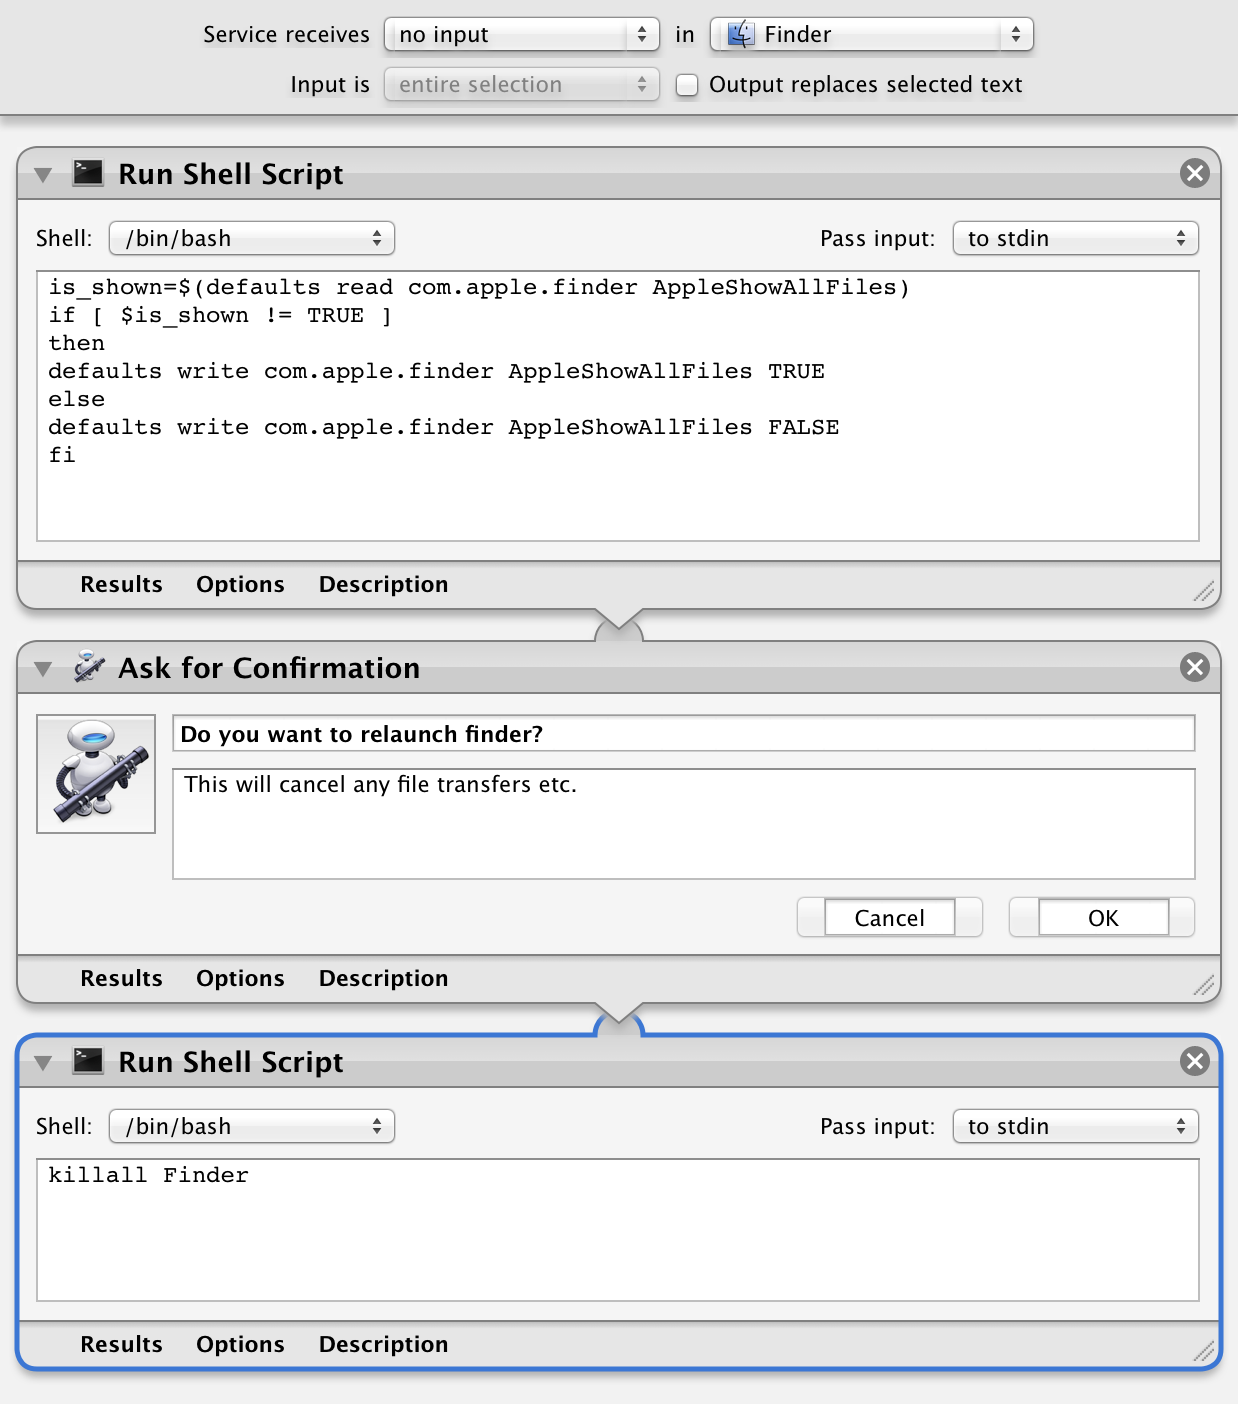 Service receives no input in Finder
Input is entire selection Output replaces selected text
Run Shell Script
Shell: /bin/bash Pass input: to stdin
is_shown=$(defaults read com.apple.finder AppleShowAllFiles)
if [ $is_shown != TRUE ]
then
defaults write com.apple.finder AppleShowAllFiles TRUE
else
defaults write com.apple.finder AppleShowAllFiles FALSE
fi
Results Options Description
Ask for Confirmation
Do you want to relaunch finder?
This will cancel any file transfers etc.
Cancel OK
Results Options Description
Run Shell Script
Shell: /bin/bash Pass input: to stdin
killall Finder
Results Options Description